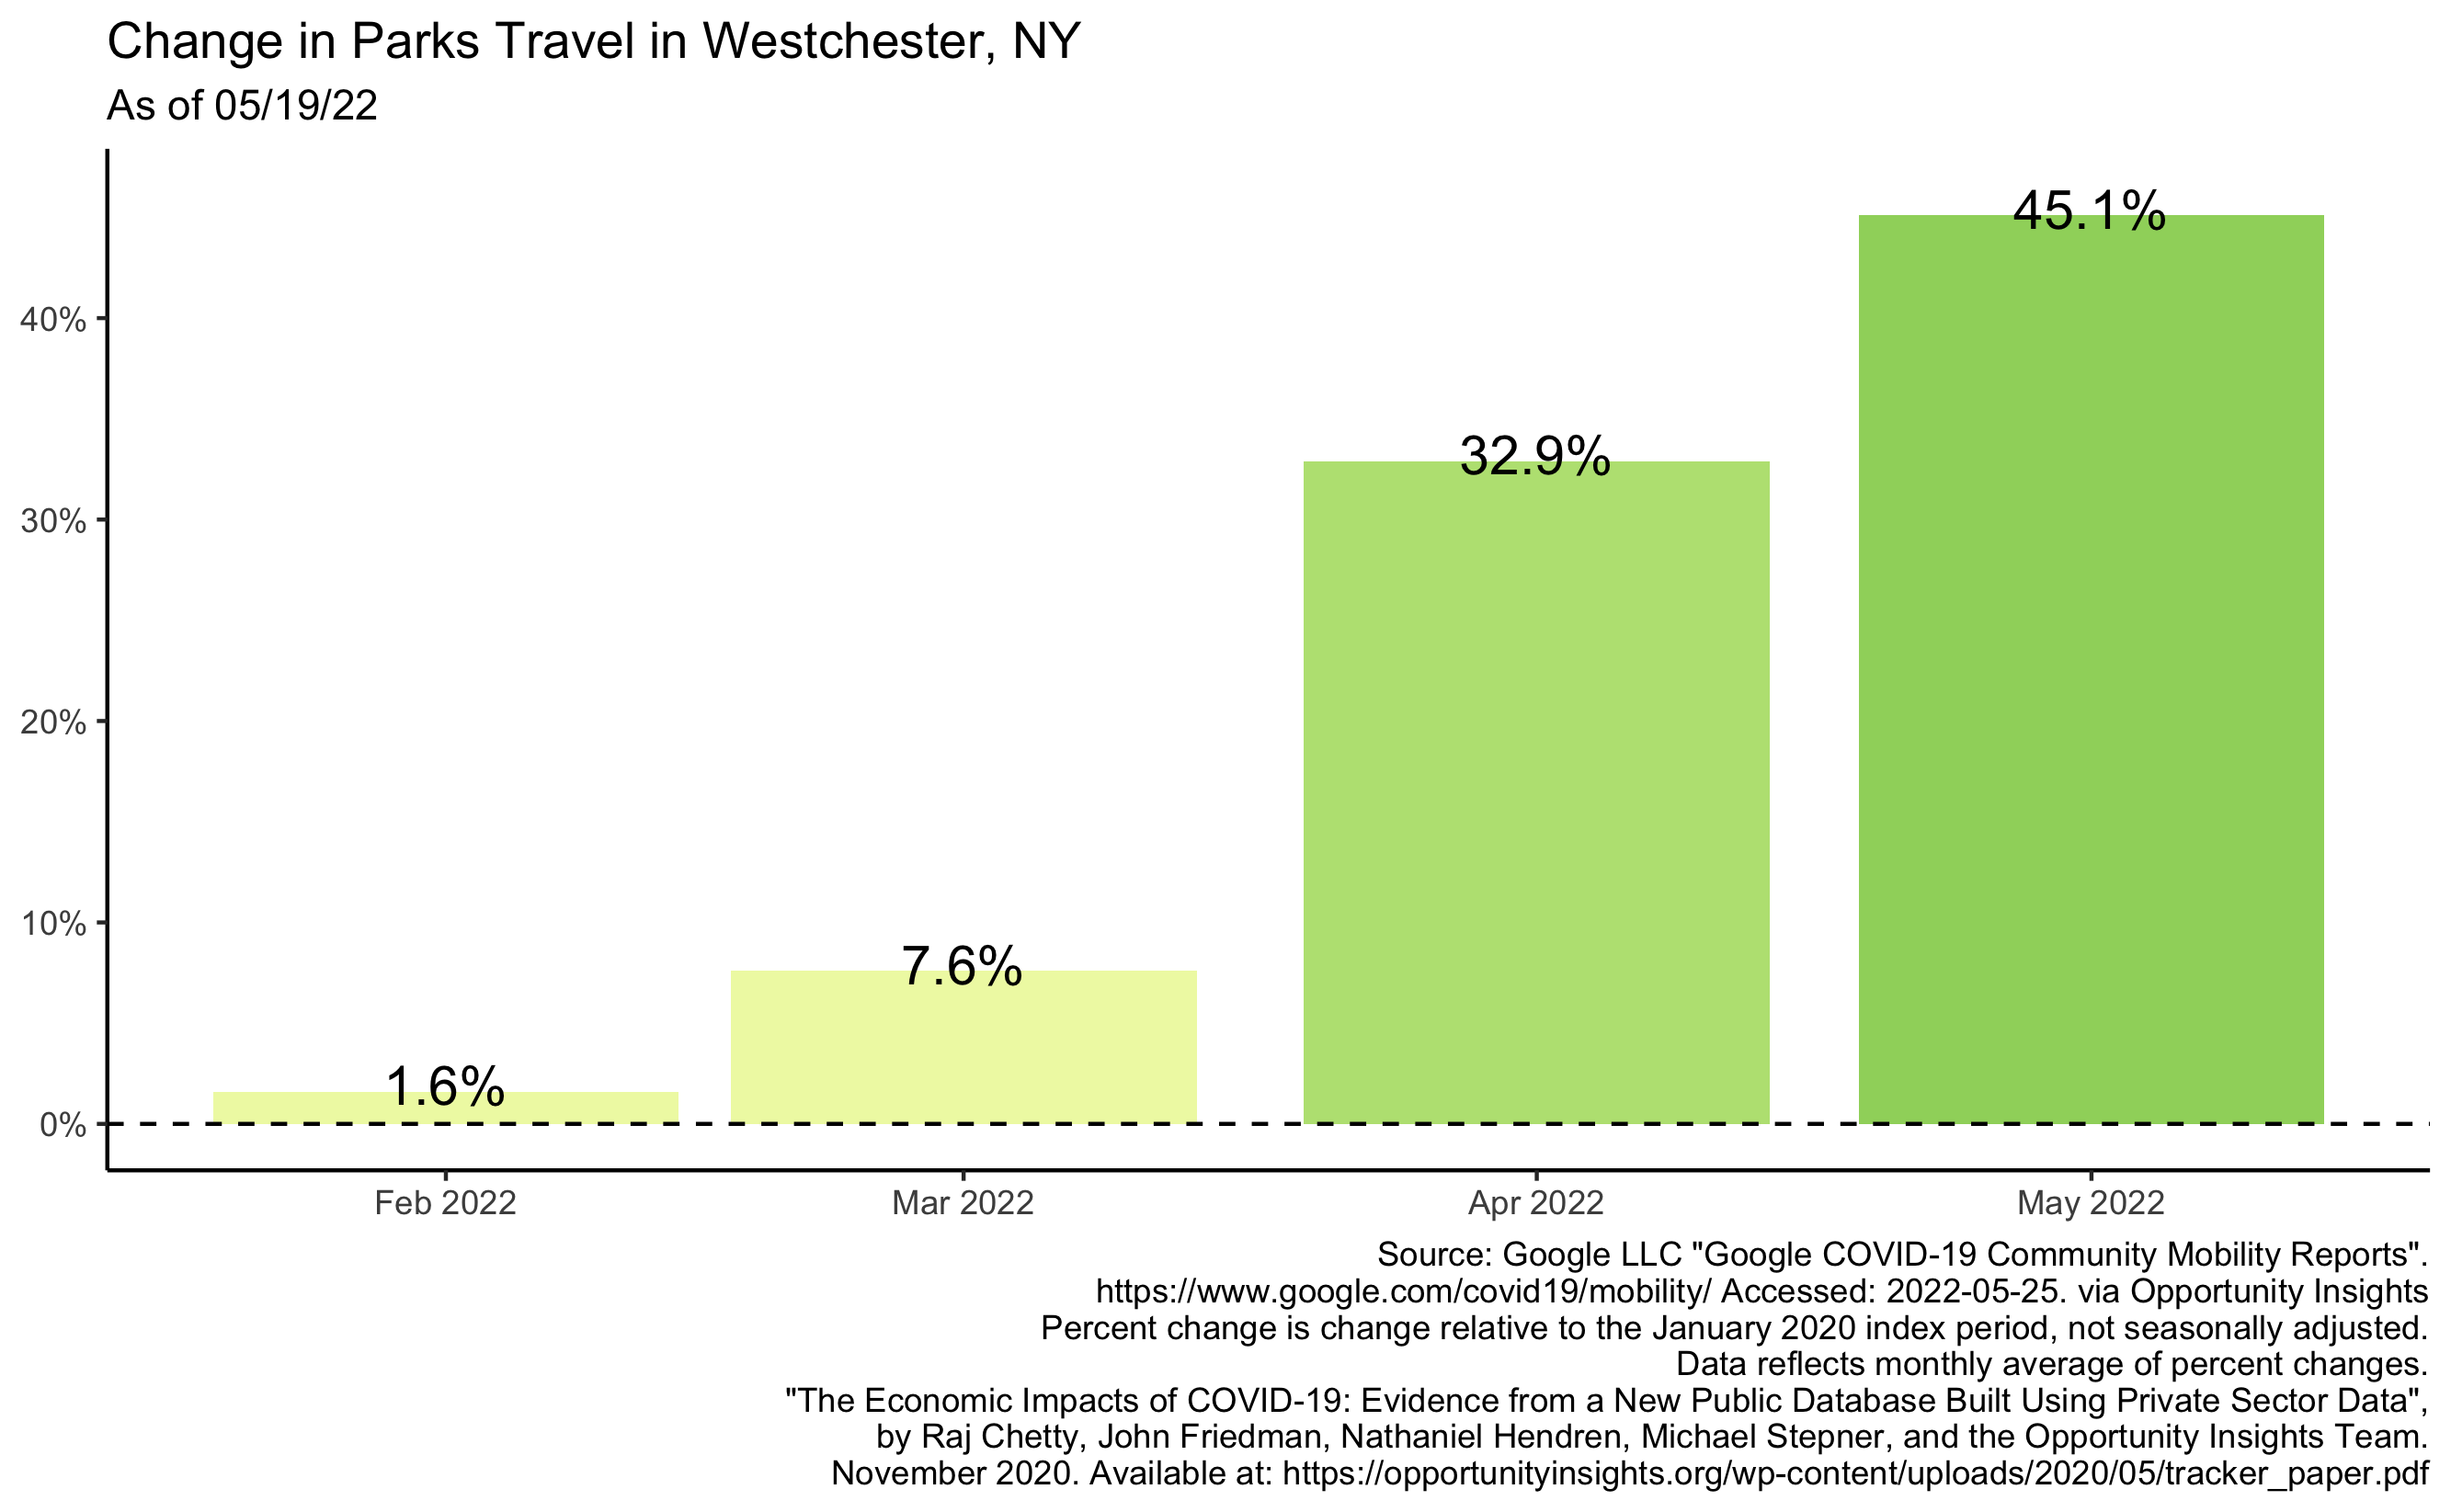 Change in Parks Travel in Westchester, NY
As of 05/19/22
45.1%
40%
32.9%
30%
20%
10%
7.6%
1.6%
0%
Feb 2022
Mar 2022
Apr 2022
May 2022
Source: Google LLC "Google COVID-19 Community Mobility Reports".
https://www.google.com/covid19/mobility/ Accessed: 2022-05-25. via Opportunity Insights
Percent change is change relative to the January 2020 index period, not seasonally adjusted.
Data reflects monthly average of percent changes.
"The Economic Impacts of COVID-19: Evidence from a New Public Database Built Using Private Sector Data",
by Raj Chetty, John Friedman, Nathaniel Hendren, Michael Stepner, and the Opportunity Insights Team.
November 2020. Available at: https://opportunityinsights.org/wp-content/uploads/2020/05/tracker_paper.pdf